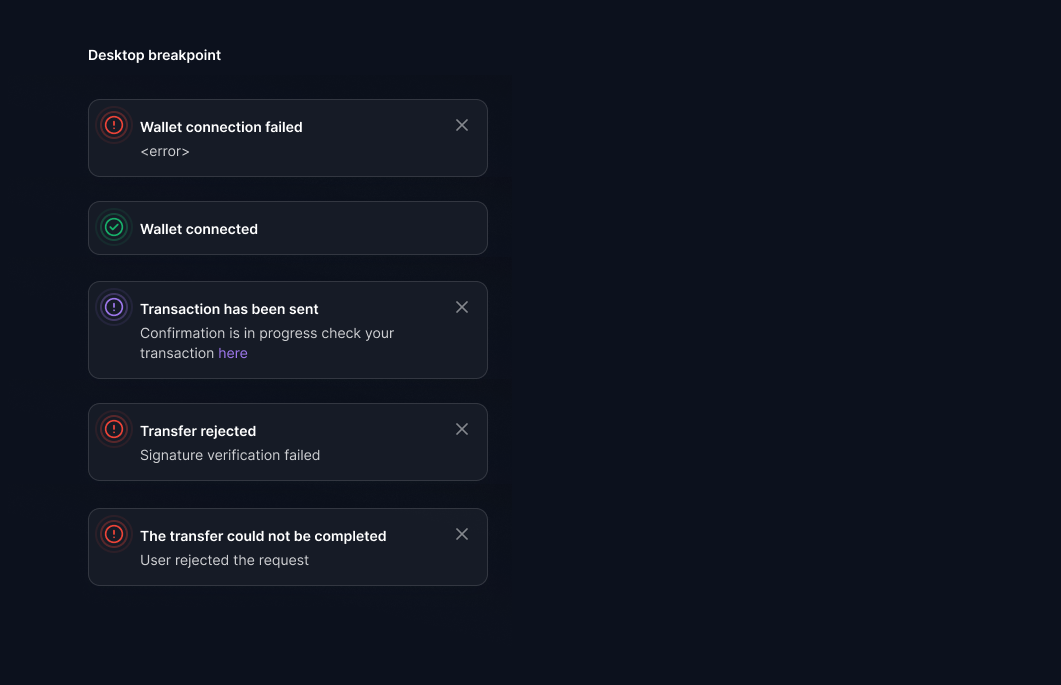 Desktop breakpoint
Wallet connection failed
<error>
Wallet connected
Transaction has been sent
Confirmation is in progress check your
transaction here
Transfer rejected
Signature verification failed
The transfer could not be completed
User rejected the request